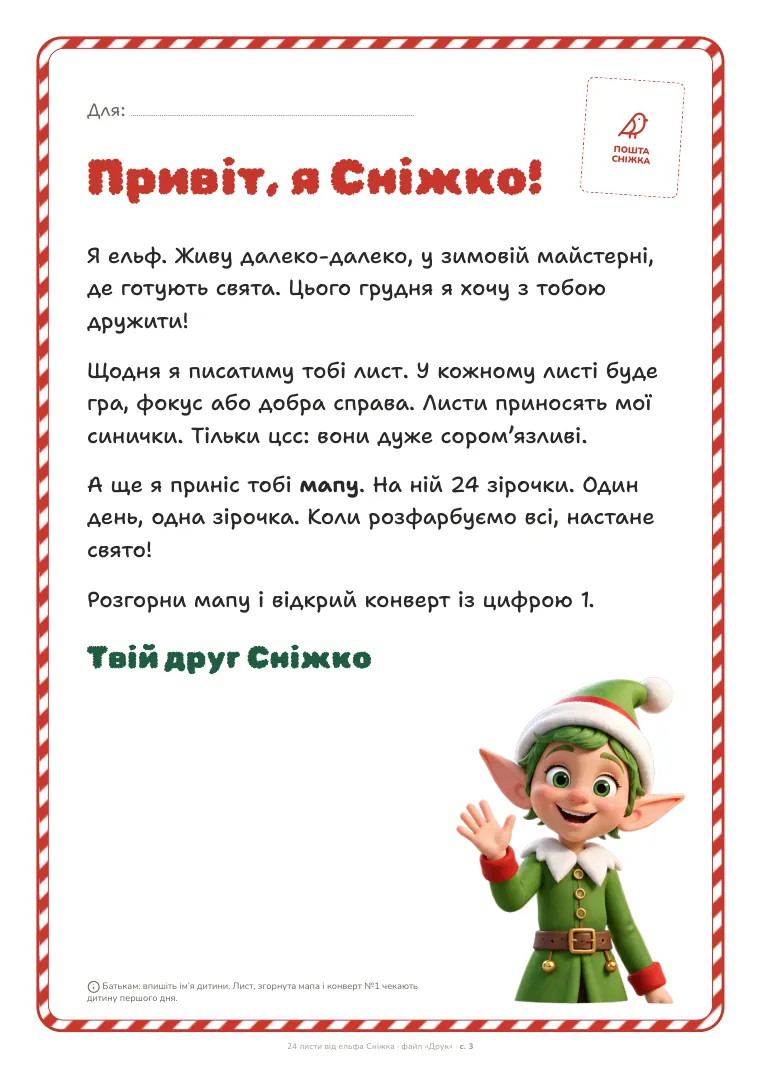 Для:
ПОШТА
СНІЖКА
Привіт, я Сніжко!
Я ельф. Живу далеко-далеко, у зимовій майстерні,
де готують свята. Цього грудня я хочу з тобою
дружити!
Щодня я писатиму тобі лист. У кожному листі буде
гра, фокус або добра справа. Листи приносять мої
синички. Тільки цсс: вони дуже сором’язливі.
А ще я приніс тобі мапу. На ній 24 зірочки. Один
день, одна зірочка. Коли розфарбуємо всі, настане
свято!
Розгорни мапу і відкрий конверт із цифрою 1.
Твій друг Сніжко
Батькам: впишіть ім’я дитини. Лист, згорнута мапа і конверт №1 чекають
дитину першого дня.
24 листи від ельфа Сніжка · файл «Друк» · с. 3